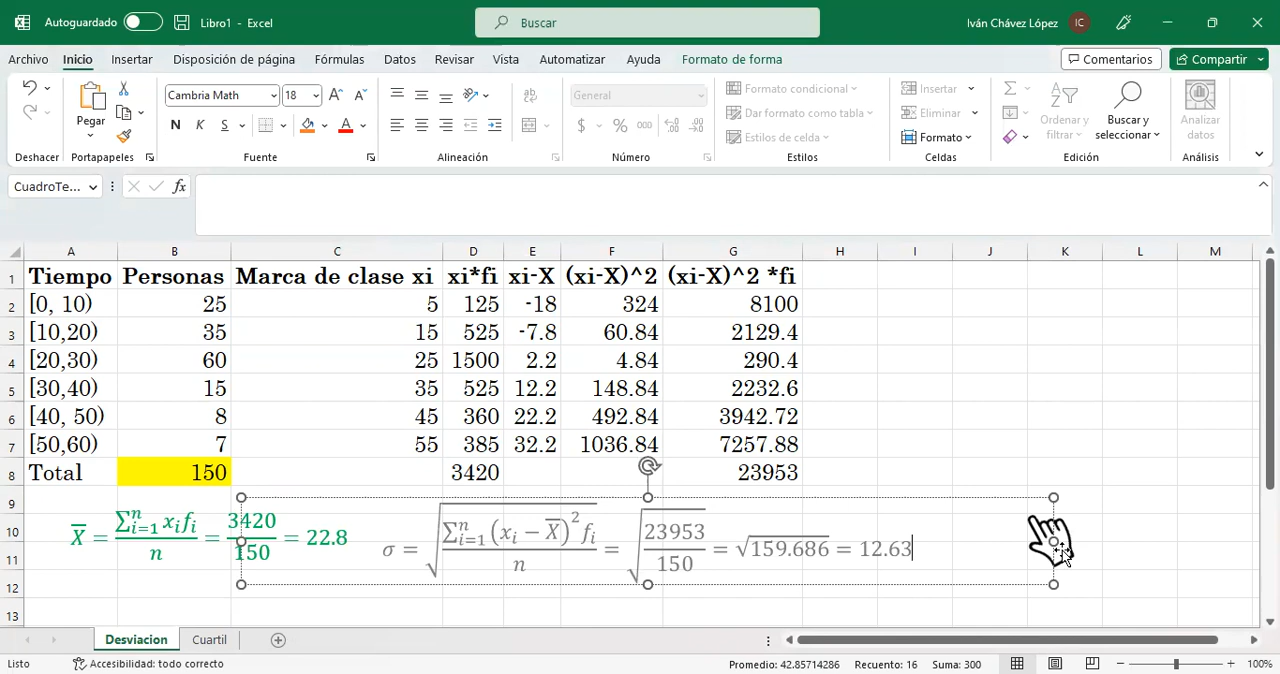 Autoguardado Libro1 - Excel Buscar Iván Chávez López IC
Archivo Inicio Insertar Disposición de página Fórmulas Datos Revisar Vista Automatizar Ayuda Formato de forma Comentarios Compartir
Pegar
Cambria Math 18 A A
N K S A
ab
General
$ % 000
Formato condicional
Dar formato como tabla
Estilos de celda
Insertar
Eliminar
Formato
Ordenar y filtrar
Buscar y seleccionar
Analizar datos
Deshacer Portapapeles Fuente Alineación Número Estilos Celdas Edición Análisis
CuadroTe... fx
A B C D E F G H I J K L M
1 Tiempo Personas Marca de clase xi xi*fi xi-X (xi-X)^2 (xi-X)^2 *fi
2 [0, 10) 25 5 125 -18 324 8100
3 [10,20) 35 15 525 -7.8 60.84 2129.4
4 [20,30) 60 25 1500 2.2 4.84 290.4
5 [30,40) 15 35 525 12.2 148.84 2232.6
6 [40, 50) 8 45 360 22.2 492.84 3942.72
7 [50,60) 7 55 385 32.2 1036.84 7257.88
8 Total 150 3420 23953
9
10
11
12
13
X̅ = ∑ⁿᵢ₌₁ xᵢfᵢ / n = 3420 / 150 = 22.8
σ = √(∑ⁿᵢ₌₁ (xᵢ − X̅)² fᵢ / n) = √(23953 / 150) = √159.686 = 12.63
Desviacion Cuartil
Listo Accesibilidad: todo correcto Promedio: 42.85714286 Recuento: 16 Suma: 300 100%